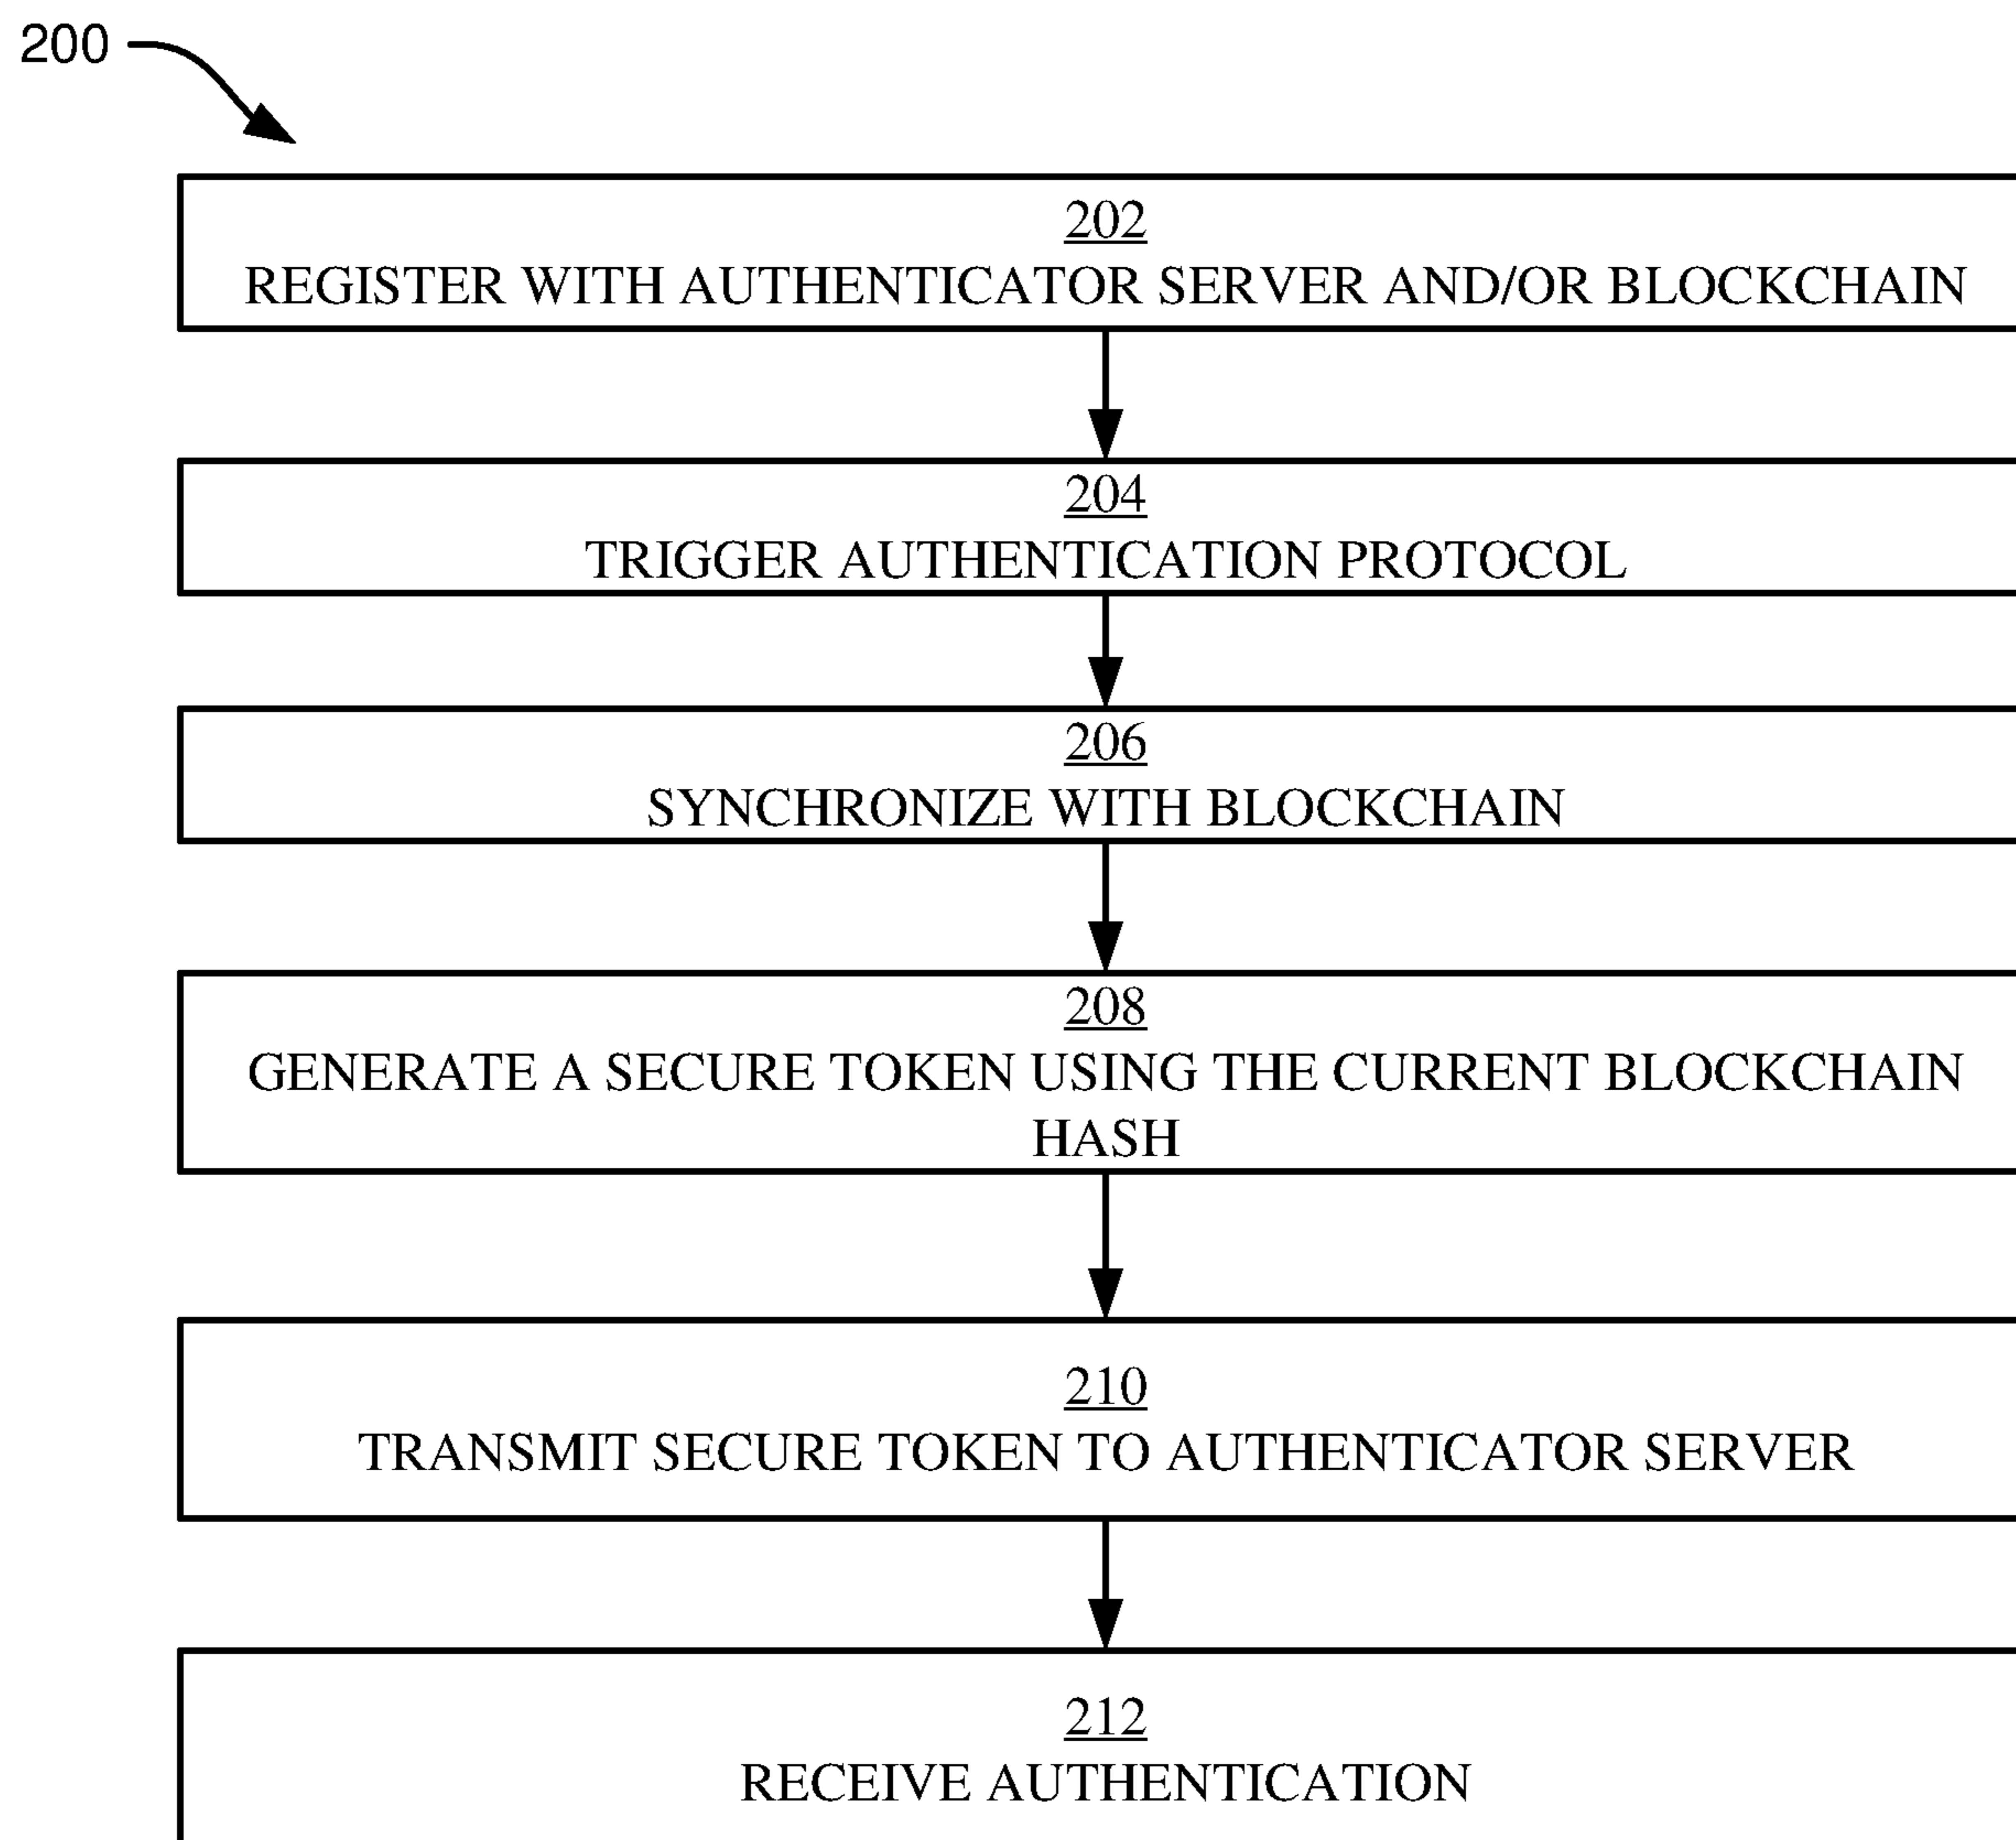 200
202
REGISTER WITH AUTHENTICATOR SERVER AND/OR BLOCKCHAIN
204
TRIGGER AUTHENTICATION PROTOCOL
206
SYNCHRONIZE WITH BLOCKCHAIN
208
GENERATE A SECURE TOKEN USING THE CURRENT BLOCKCHAIN
HASH
210
TRANSMIT SECURE TOKEN TO AUTHENTICATOR SERVER
212
RECEIVE AUTHENTICATION